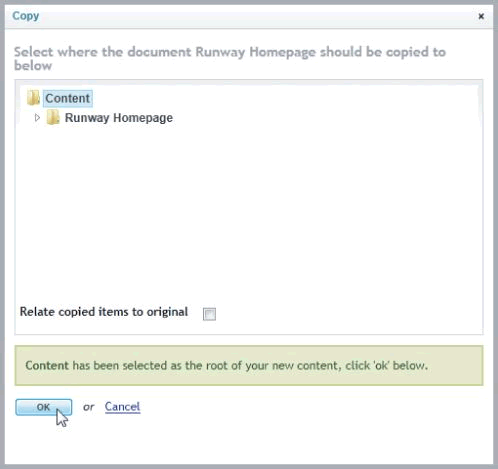 Copy
Select where the document Runway Homepage should be copied to
below
Content
Runway Homepage
Relate copied items to original
Content has been selected as the root of your new content, click 'ok' below.
OK or Cancel